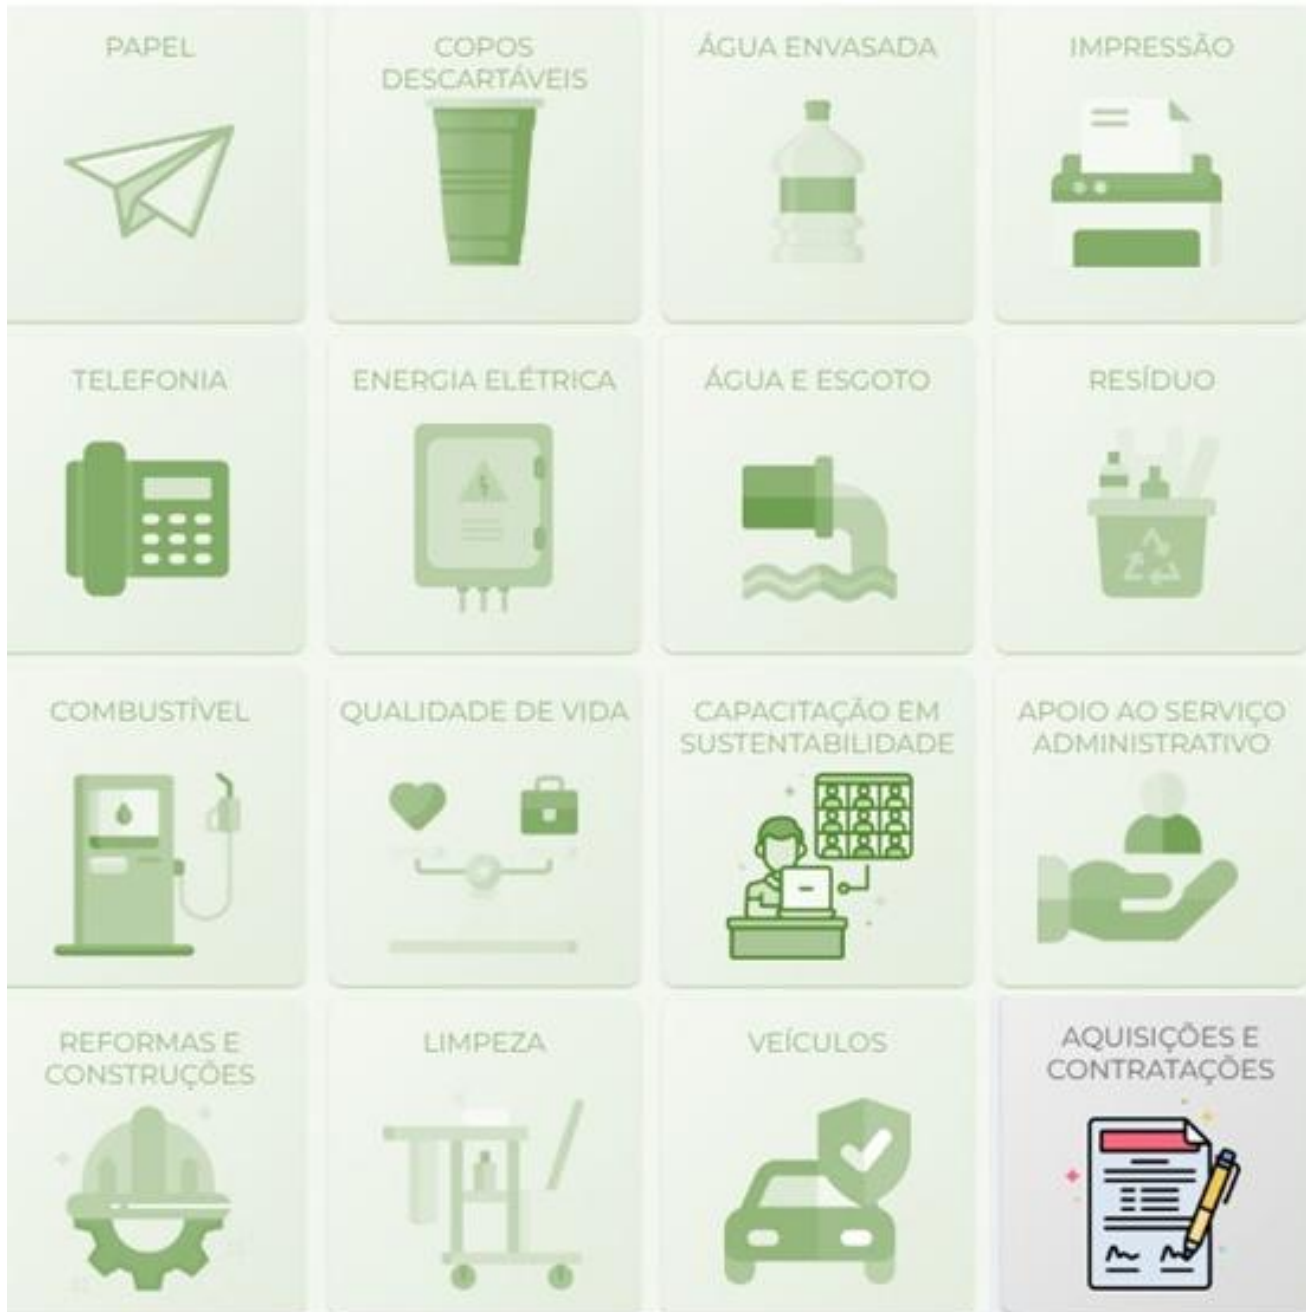 PAPEL
COPOS
DESCARTÁVEIS
ÁGUA ENVASADA
IMPRESSÃO
TELEFONIA
ENERGIA ELÉTRICA
ÁGUA E ESGOTO
RESÍDUO
COMBUSTÍVEL
QUALIDADE DE VIDA
CAPACITAÇÃO EM
SUSTENTABILIDADE
APOIO AO SERVIÇO
ADMINISTRATIVO
REFORMAS E
CONSTRUÇÕES
LIMPEZA
VEÍCULOS
AQUISIÇÕES E
CONTRATAÇÕES